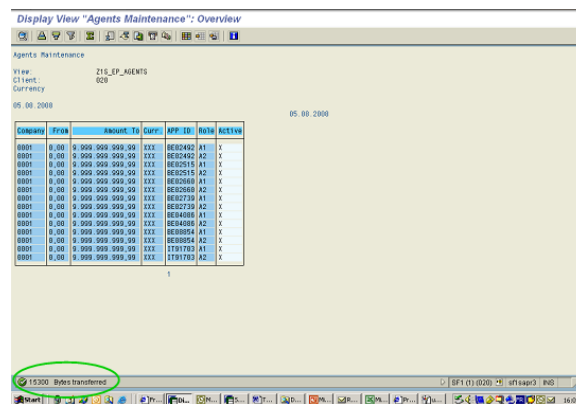 Display View "Agents Maintenance": Overview
Agents Maintenance
View: Z1S_EP_AGENTS
Client: 020
Currency
05.08.2008
05.08.2008
Company From Amount To Curr. APP ID Role Active
0001 0,00 9.999.999.999,99 XXX BE02492 A1 X
0001 0,00 9.999.999.999,99 XXX BE02492 A2 X
0001 0,00 9.999.999.999,99 XXX BE02515 A1 X
0001 0,00 9.999.999.999,99 XXX BE02515 A2 X
0001 0,00 9.999.999.999,99 XXX BE02660 A1 X
0001 0,00 9.999.999.999,99 XXX BE02660 A2 X
0001 0,00 9.999.999.999,99 XXX BE02739 A1 X
0001 0,00 9.999.999.999,99 XXX BE02739 A2 X
0001 0,00 9.999.999.999,99 XXX BE04086 A1 X
0001 0,00 9.999.999.999,99 XXX BE04086 A2 X
0001 0,00 9.999.999.999,99 XXX BE08854 A1 X
0001 0,00 9.999.999.999,99 XXX BE08854 A2 X
0001 0,00 9.999.999.999,99 XXX IT91703 A1 X
0001 0,00 9.999.999.999,99 XXX IT91703 A2 X
1
15300 Bytes transferred
SF1 (1) (020) sf1sapr3 INS
Start